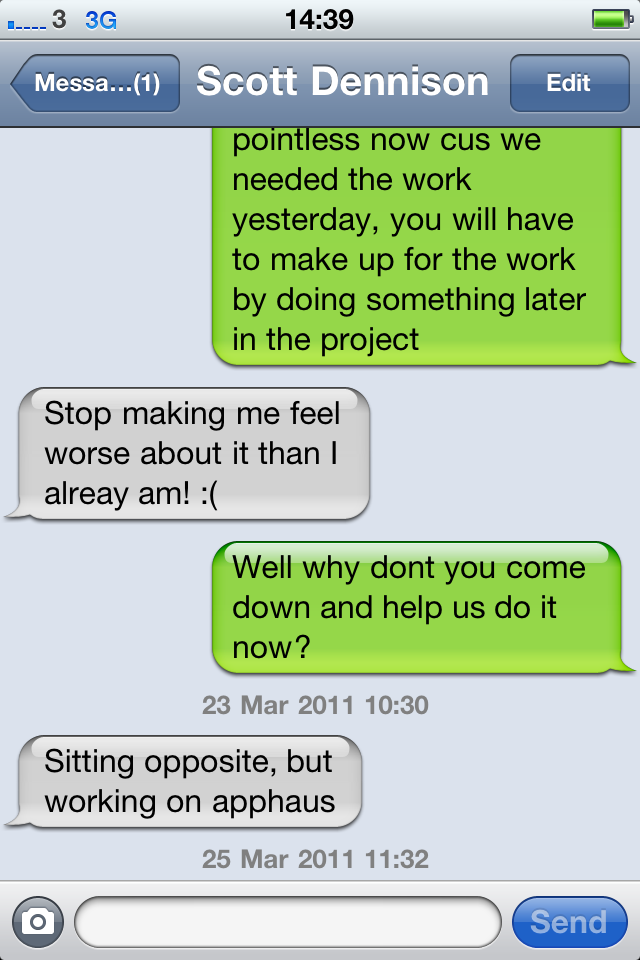 3 3G 14:39
Messa...(1) Scott Dennison Edit
pointless now cus we
needed the work
yesterday, you will have
to make up for the work
by doing something later
in the project
Stop making me feel
worse about it than I
alreay am! :(
Well why dont you come
down and help us do it
now?
23 Mar 2011 10:30
Sitting opposite, but
working on apphaus
25 Mar 2011 11:32
Send